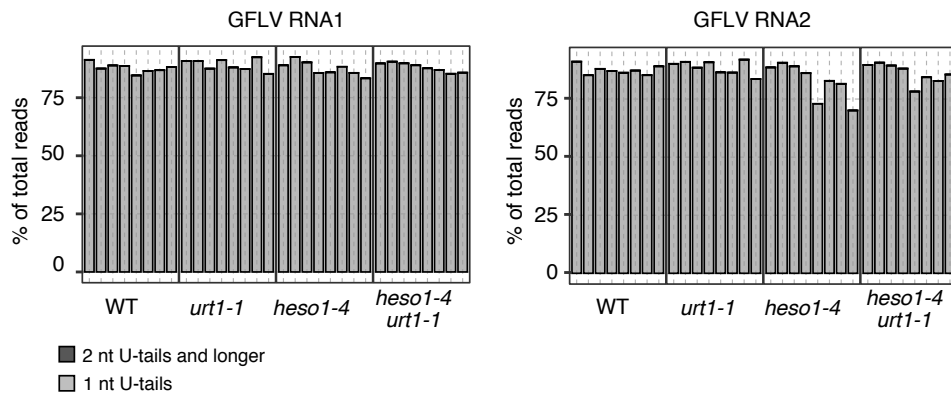 GFLV RNA1
% of total reads
75
50
25
0
WT urt1-1 heso1-4 heso1-4
urt1-1
GFLV RNA2
% of total reads
75
50
25
0
WT urt1-1 heso1-4 heso1-4
urt1-1
2 nt U-tails and longer
1 nt U-tails